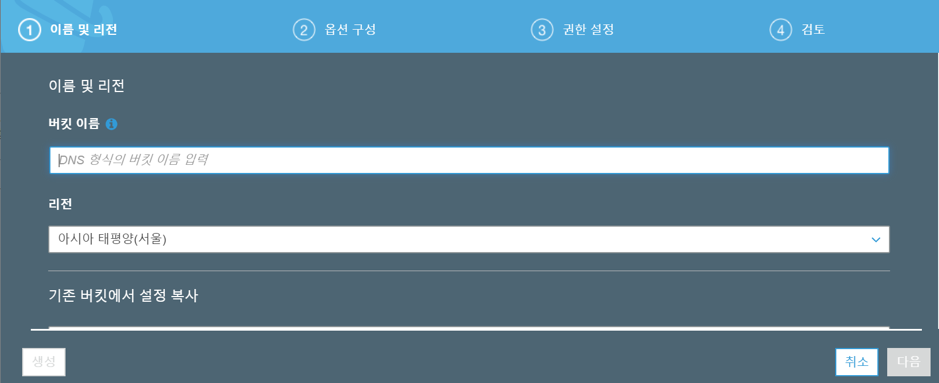 1 이름 및 리전 2 옵션 구성 3 권한 설정 4 검토
이름 및 리전
버킷 이름
DNS 형식의 버킷 이름 입력
리전
아시아 태평양(서울)
기존 버킷에서 설정 복사
생성 취소 다음